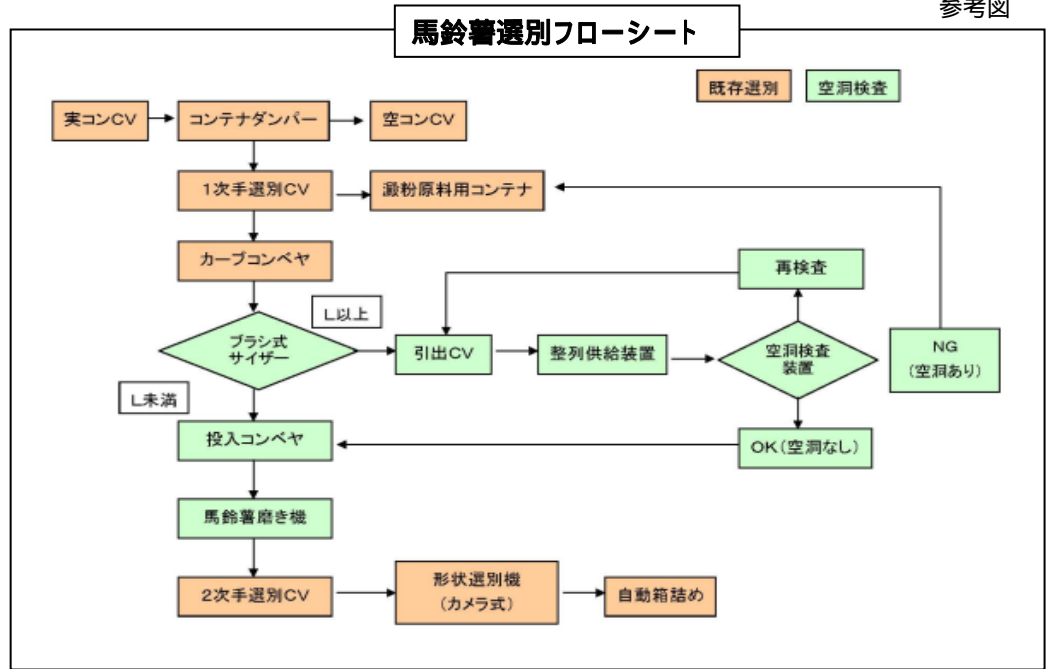 参考図
馬鈴薯選別フローシート
既存選別
空洞検査
実コンCV
コンテナダンパー
空コンCV
1次手選別CV
澱粉原料用コンテナ
カーブコンベヤ
再検査
L以上
ブラシ式
サイザー
引出CV
整列供給装置
空洞検査
装置
NG
(空洞あり)
L未満
投入コンベヤ
OK(空洞なし)
馬鈴薯磨き機
2次手選別CV
形状選別機
(カメラ式)
自動箱詰め